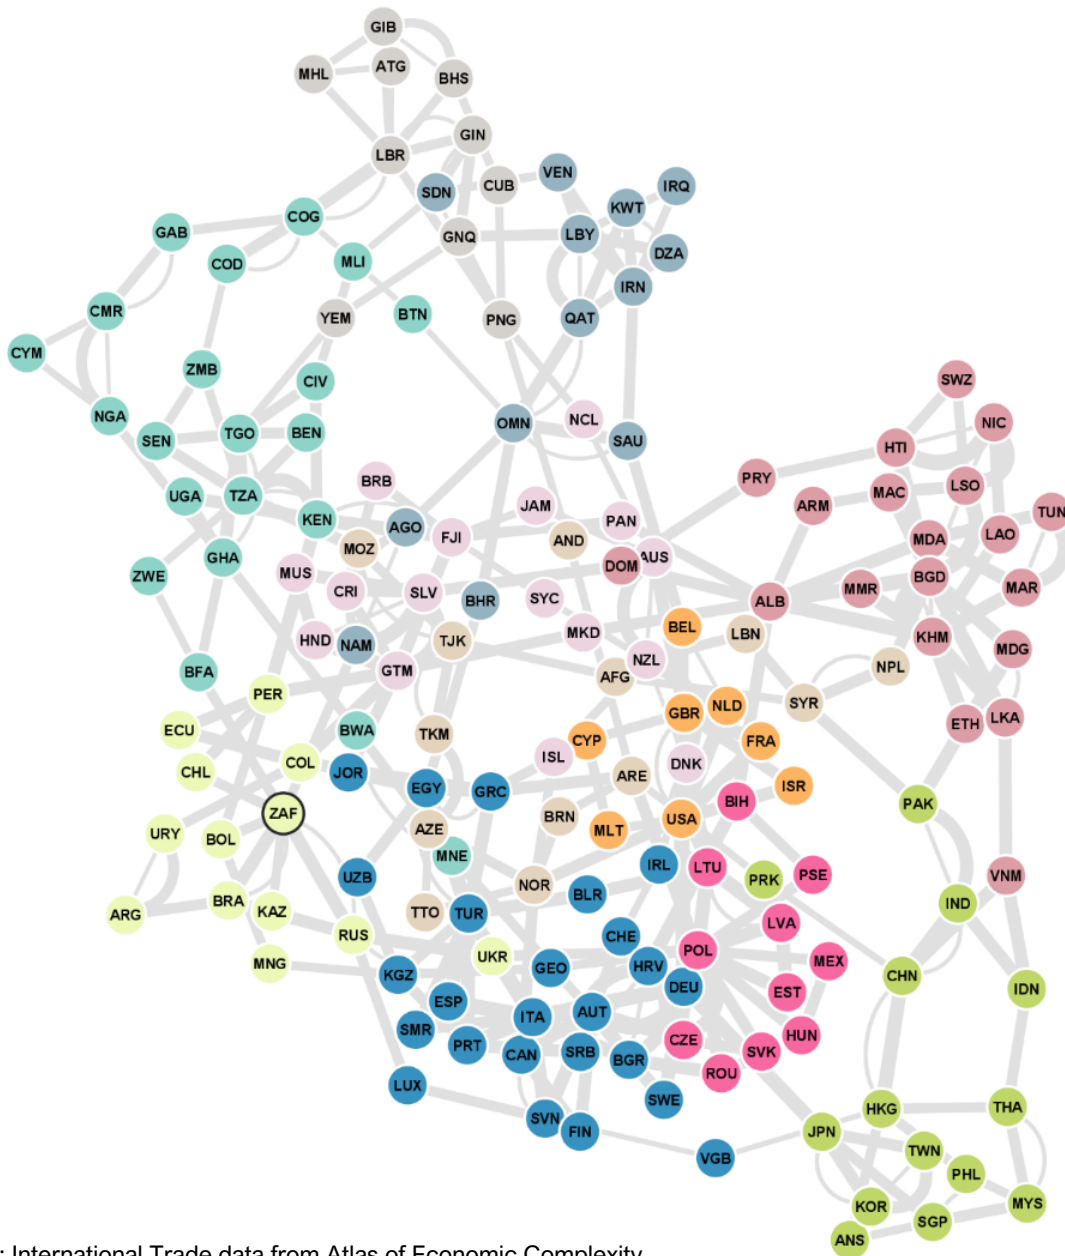 GIB
ATG
MHL
BHS
GIN
LBR
VEN
CUB
SDN
IRQ
KWT
COG
GAB
LBY
GNQ
DZA
MLI
COD
IRN
CMR
BTN
YEM
PNG
QAT
CYM
ZMB
CIV
SWZ
NGA
NCL
OMN
NIC
TGO
BEN
SEN
SAU
HTI
BRB
PRY
LSO
MAC
UGA
TZA
JAM
ARM
TUN
KEN
PAN
AGO
LAO
FJI
AND
MDA
MOZ
GHA
AUS
DOM
MUS
ZWE
BGD
MAR
MMR
CRI
SLV
SYC
BHR
ALB
BEL
MKD
LBN
KHM
HND
TJK
NAM
MDG
NZL
NPL
GTM
BFA
AFG
PER
SYR
NLD
GBR
LKA
ETH
ECU
BWA
TKM
CYP
FRA
ISL
COL
DNK
CHL
JOR
ARE
ISR
EGY
GRC
BIH
PAK
ZAF
BRN
USA
AZE
MLT
URY
BOL
MNE
IRL
LTU
PSE
VNM
UZB
PRK
NOR
BLR
BRA
IND
KAZ
TTO
TUR
ARG
LVA
RUS
CHE
POL
UKR
MEX
MNG
GEO
HRV
KGZ
CHN
DEU
IDN
EST
ESP
AUT
ITA
SMR
HUN
CZE
PRT
SRB
SVK
CAN
BGR
ROU
LUX
SWE
THA
HKG
SVN
FIN
JPN
TWN
VGB
PHL
MYS
KOR
SGP
ANS
: International Trade data from Atlas of Economic Complexity